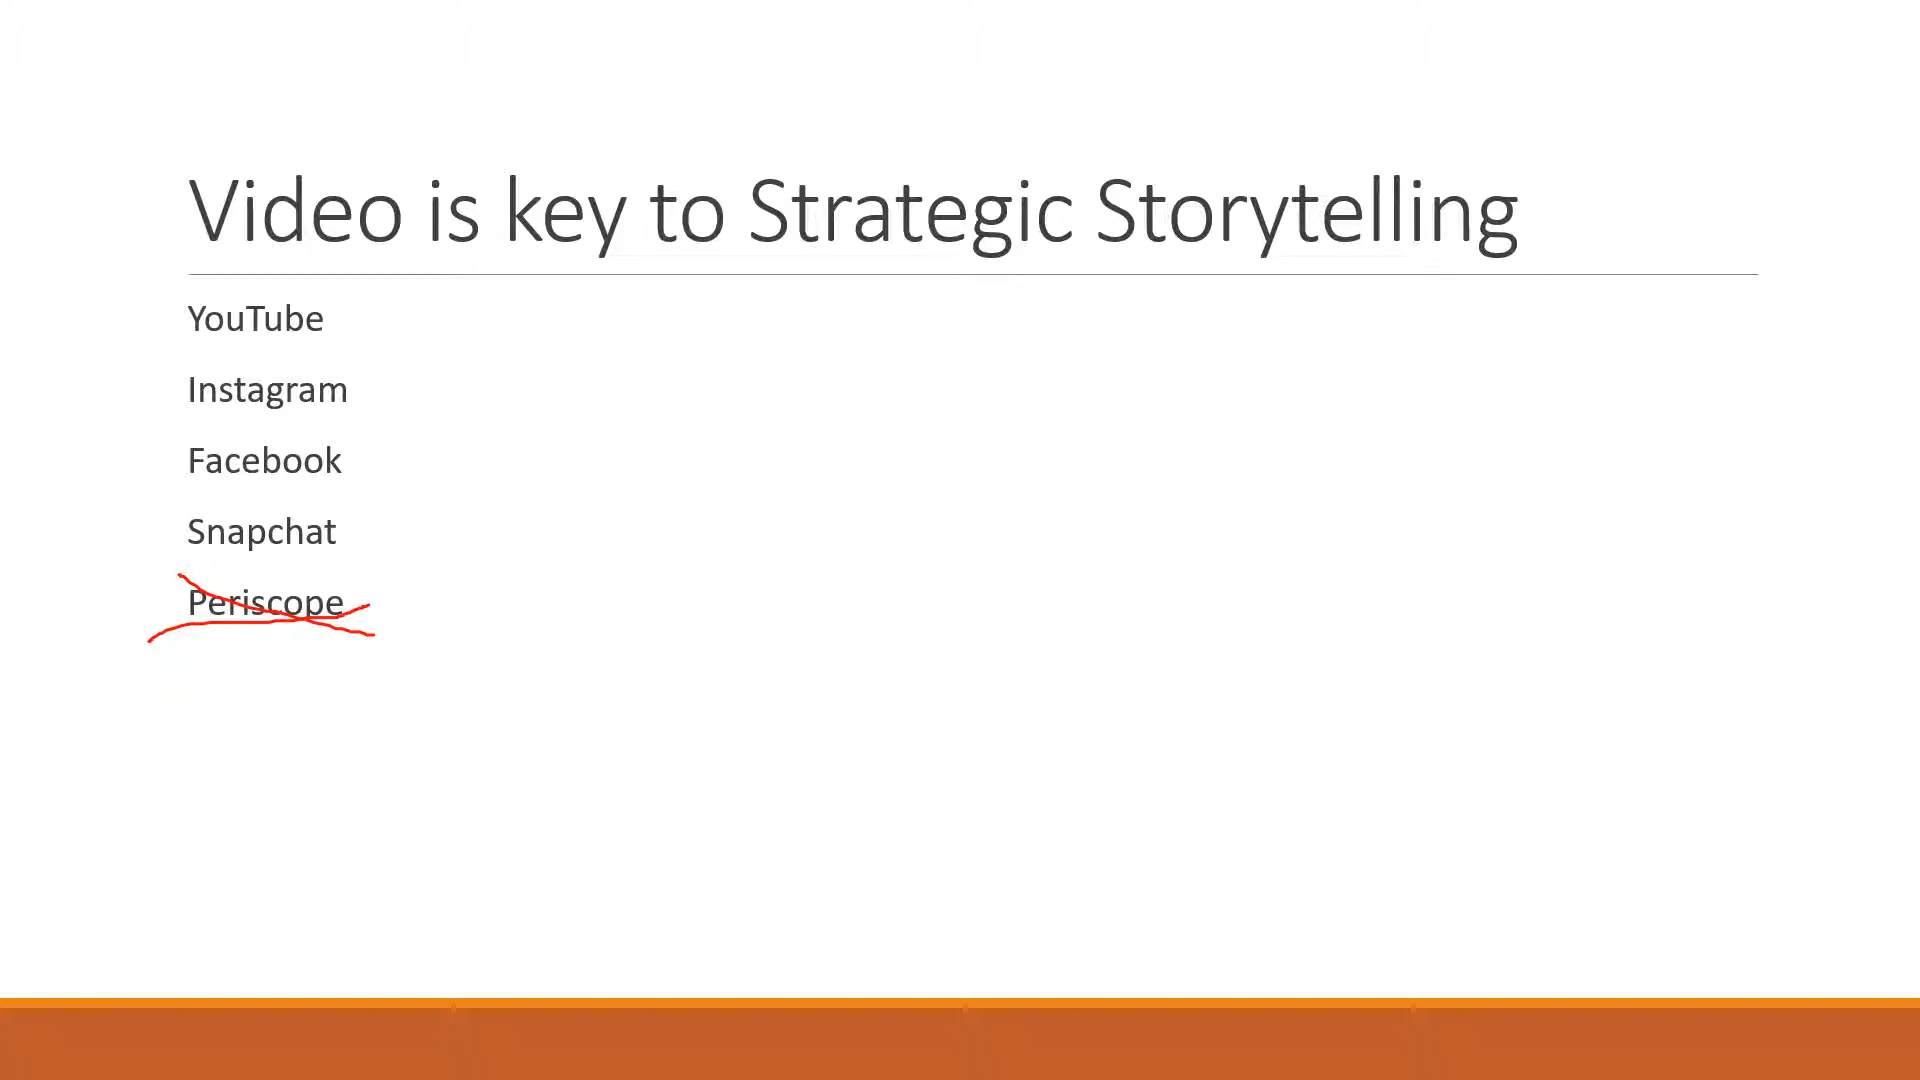 Video is key to Strategic Storytelling
YouTube
Instagram
Facebook
Snapchat
Periscope